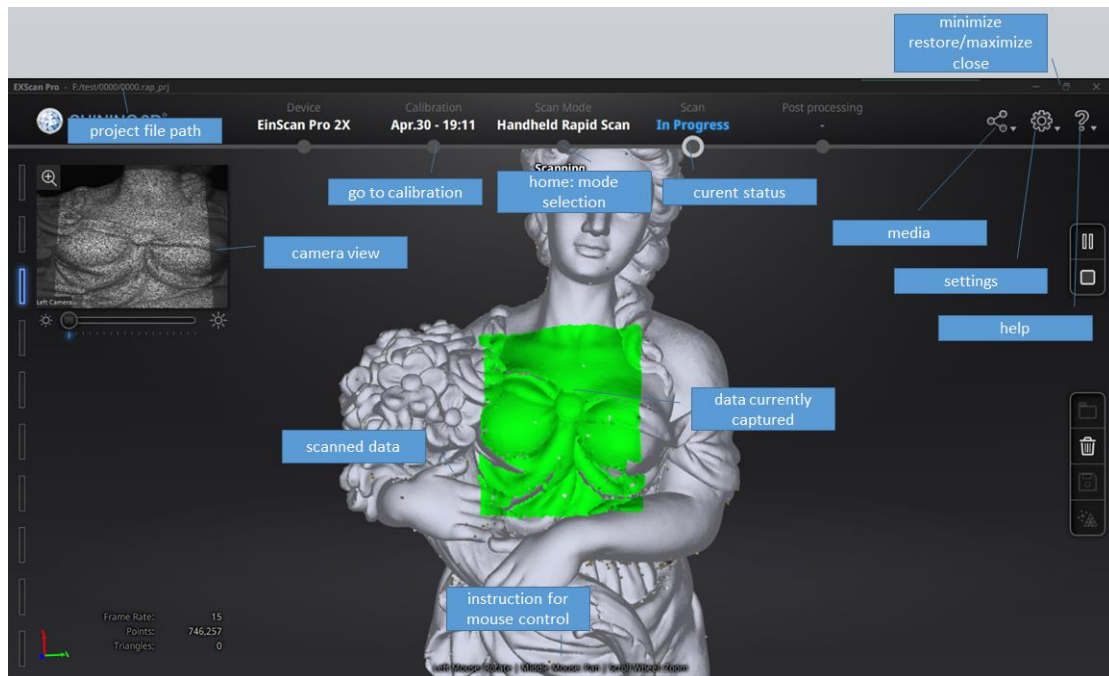 minimize
restore/maximize
close
EXScan Pro - F:/test/0000/0000.rap_prj
project file path
Device
EinScan Pro 2X
Calibration
Apr.30 - 19:11
Scan Mode
Handheld Rapid Scan
Scan
In Progress
Post processing
-
Scanning
go to calibration
home: mode
selection
curent status
media
settings
help
camera view
Left Camera
data currently
captured
scanned data
instruction for
mouse control
Frame Rate: 15
Points: 746,257
Triangles: 0
Left Mouse: Rotate | Middle Mouse: Pan | Scroll Wheel: Zoom